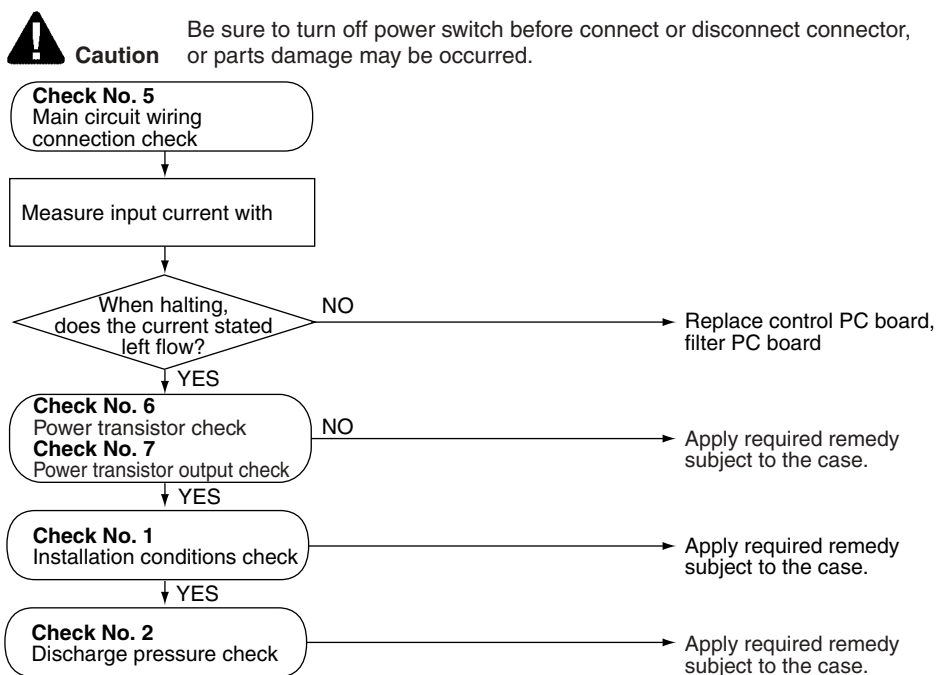 Be sure to turn off power switch before connect or disconnect connector,
Caution or parts damage may be occurred.
Check No. 5
Main circuit wiring
connection check
Measure input current with
When halting,
does the current stated
left flow?
NO
Replace control PC board,
filter PC board
YES
Check No. 6
Power transistor check
Check No. 7
Power transistor output check
NO
Apply required remedy
subject to the case.
YES
Check No. 1
Installation conditions check
Apply required remedy
subject to the case.
YES
Check No. 2
Discharge pressure check
Apply required remedy
subject to the case.